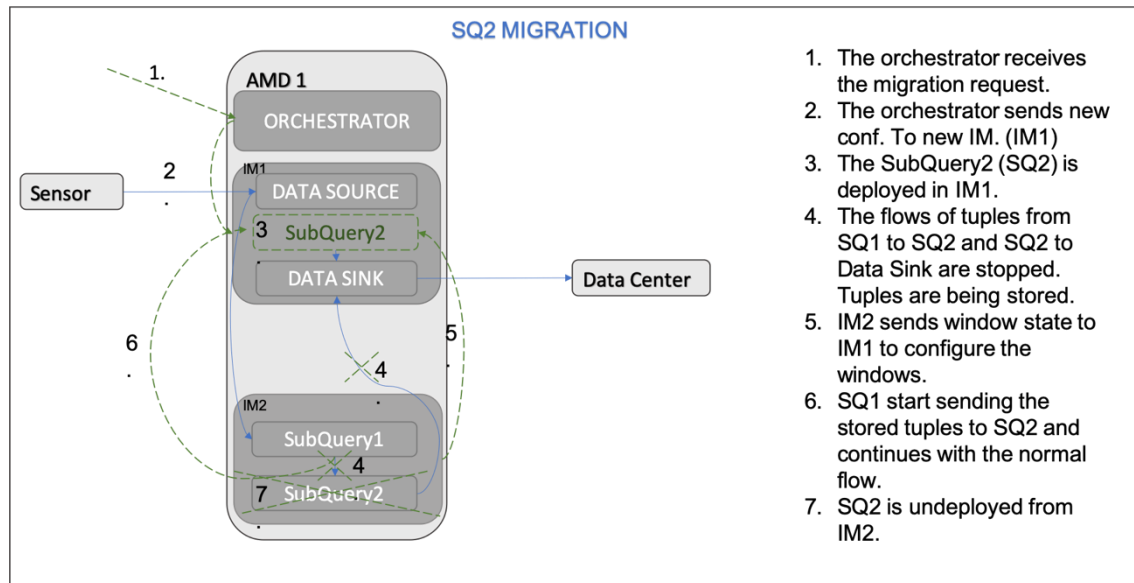 SQ2 MIGRATION
1.
AMD 1
ORCHESTRATOR
2
.
IM1
Sensor
DATA SOURCE
3
.
SubQuery2
DATA SINK
Data Center
6
.
5
.
4
.
IM2
SubQuery1
4
.
7
.
SubQuery2
1. The orchestrator receives
the migration request.
2. The orchestrator sends new
conf. To new IM. (IM1)
3. The SubQuery2 (SQ2) is
deployed in IM1.
4. The flows of tuples from
SQ1 to SQ2 and SQ2 to
Data Sink are stopped.
Tuples are being stored.
5. IM2 sends window state to
IM1 to configure the
windows.
6. SQ1 start sending the
stored tuples to SQ2 and
continues with the normal
flow.
7. SQ2 is undeployed from
IM2.